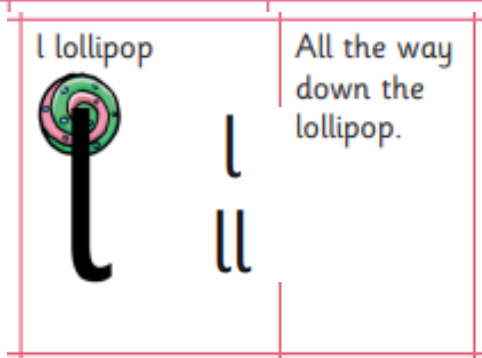 l lollipop
l
l
ll
All the way
down the
lollipop.